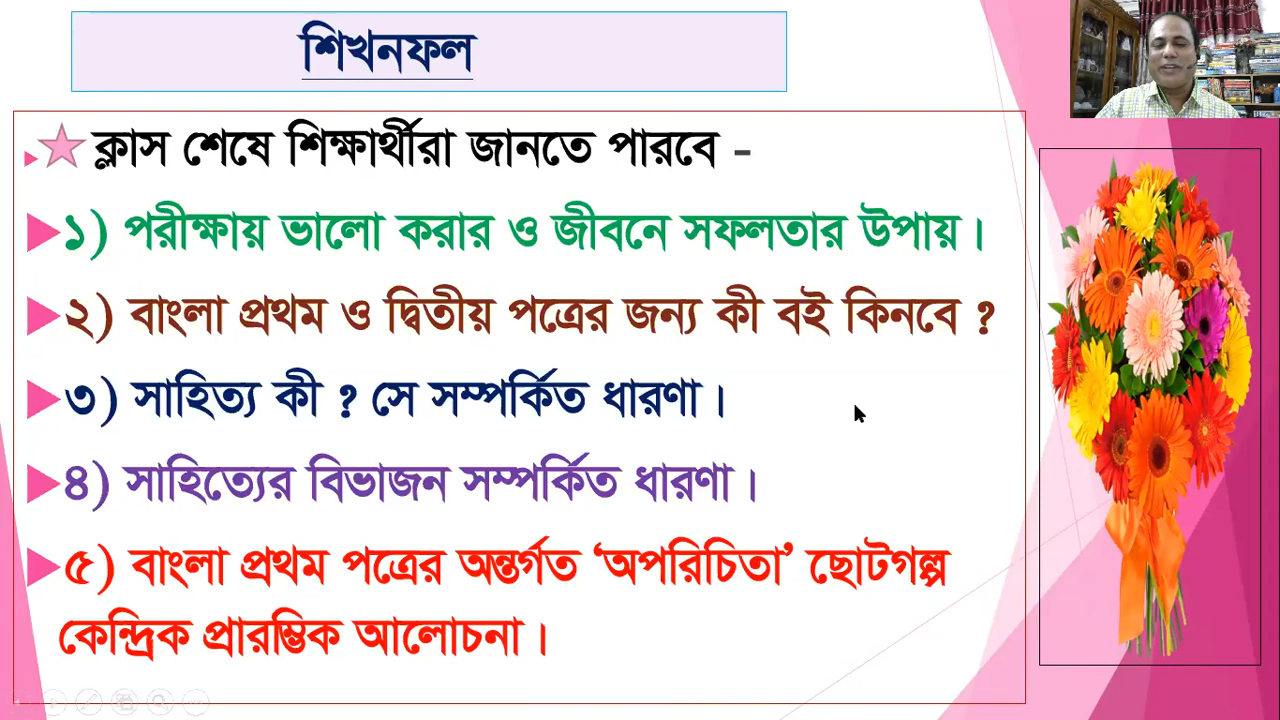 শিখনফল
ক্লাস শেষে শিক্ষার্থীরা জানতে পারবে -
১) পরীক্ষায় ভালো করার ও জীবনে সফলতার উপায়।
২) বাংলা প্রথম ও দ্বিতীয় পত্রের জন্য কী বই কিনবে ?
৩) সাহিত্য কী ? সে সম্পর্কিত ধারণা।
৪) সাহিত্যের বিভাজন সম্পর্কিত ধারণা।
৫) বাংলা প্রথম পত্রের অন্তর্গত ‘অপরিচিতা’ ছোটগল্প
কেন্দ্রিক প্রারম্ভিক আলোচনা।